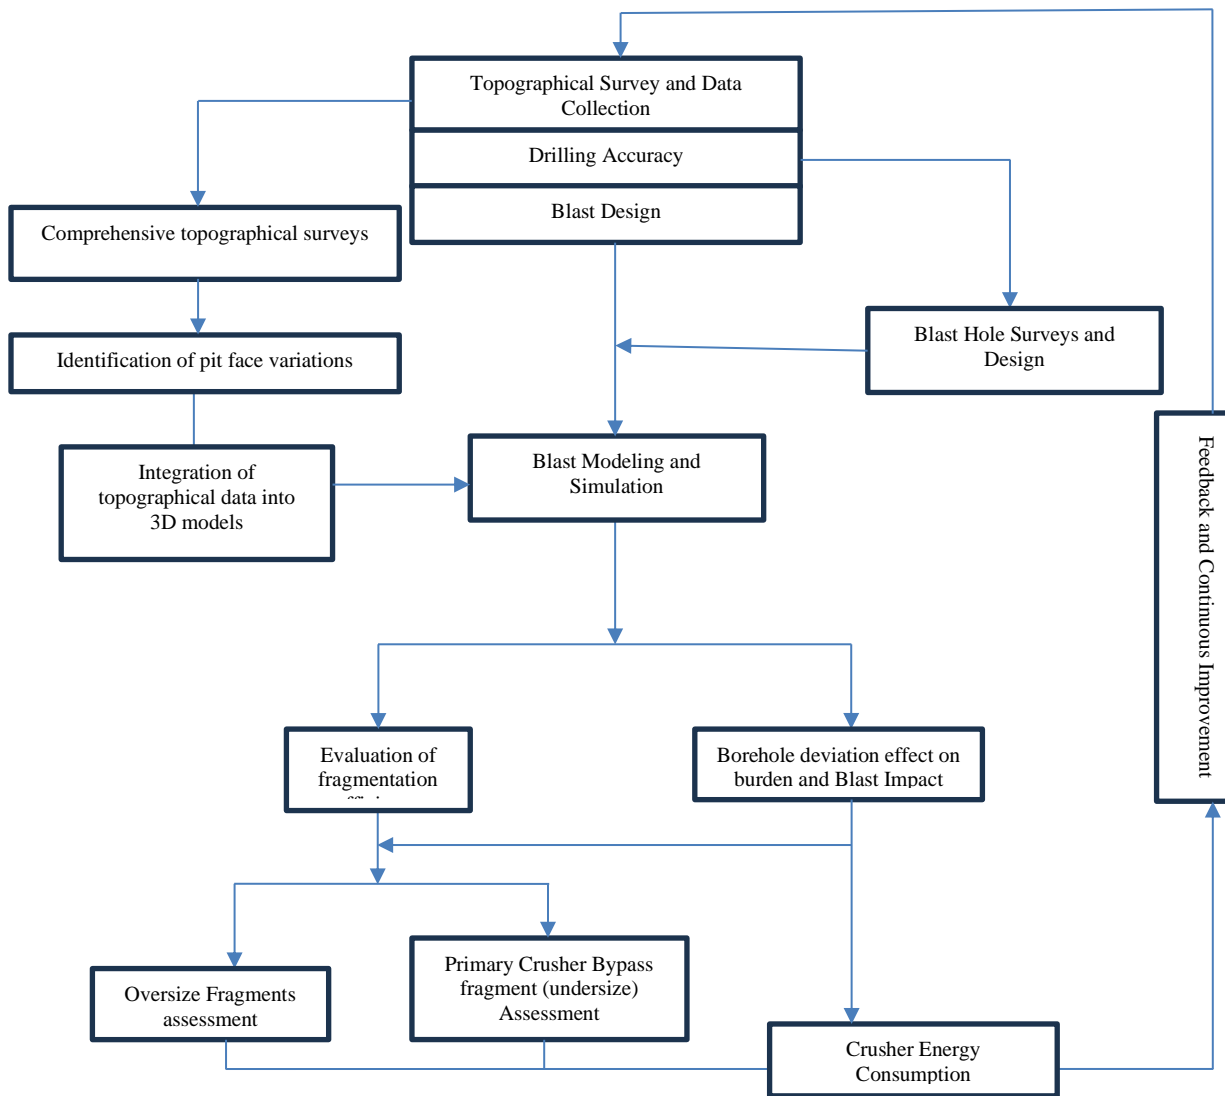 Topographical Survey and Data
Collection
Drilling Accuracy
Blast Design
Comprehensive topographical surveys
Identification of pit face variations
Blast Hole Surveys and
Design
Integration of
topographical data into
3D models
Blast Modeling and
Simulation
Feedback and Continuous Improvement
Evaluation of
fragmentation
Borehole deviation effect on
burden and Blast Impact
Oversize Fragments
assessment
Primary Crusher Bypass
fragment (undersize)
Assessment
Crusher Energy
Consumption